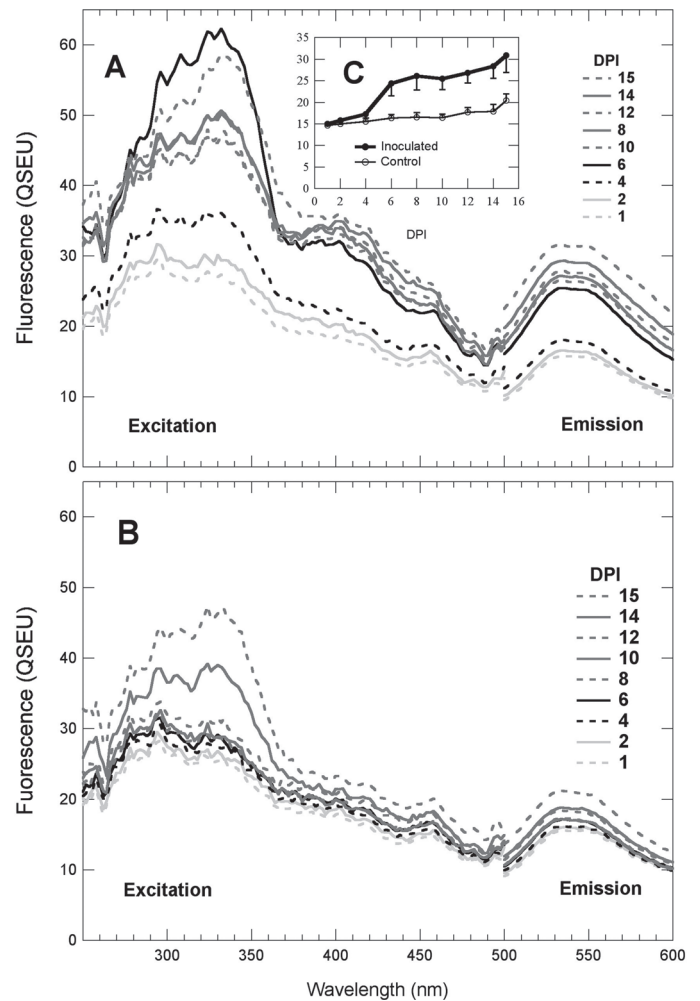 A
Fluorescence (QSEU)
60
50
40
30
20
10
0
Excitation
Emission
C
35
30
25
20
15
10
5
0
0 2 4 6 8 10 12 14 16
DPI
Inoculated
Control
DPI
15
14
12
8
10
6
4
2
1
B
Fluorescence (QSEU)
60
50
40
30
20
10
0
Excitation
Emission
DPI
15
14
12
10
8
6
4
2
1
300 350 400 450 500 550 600
Wavelength (nm)